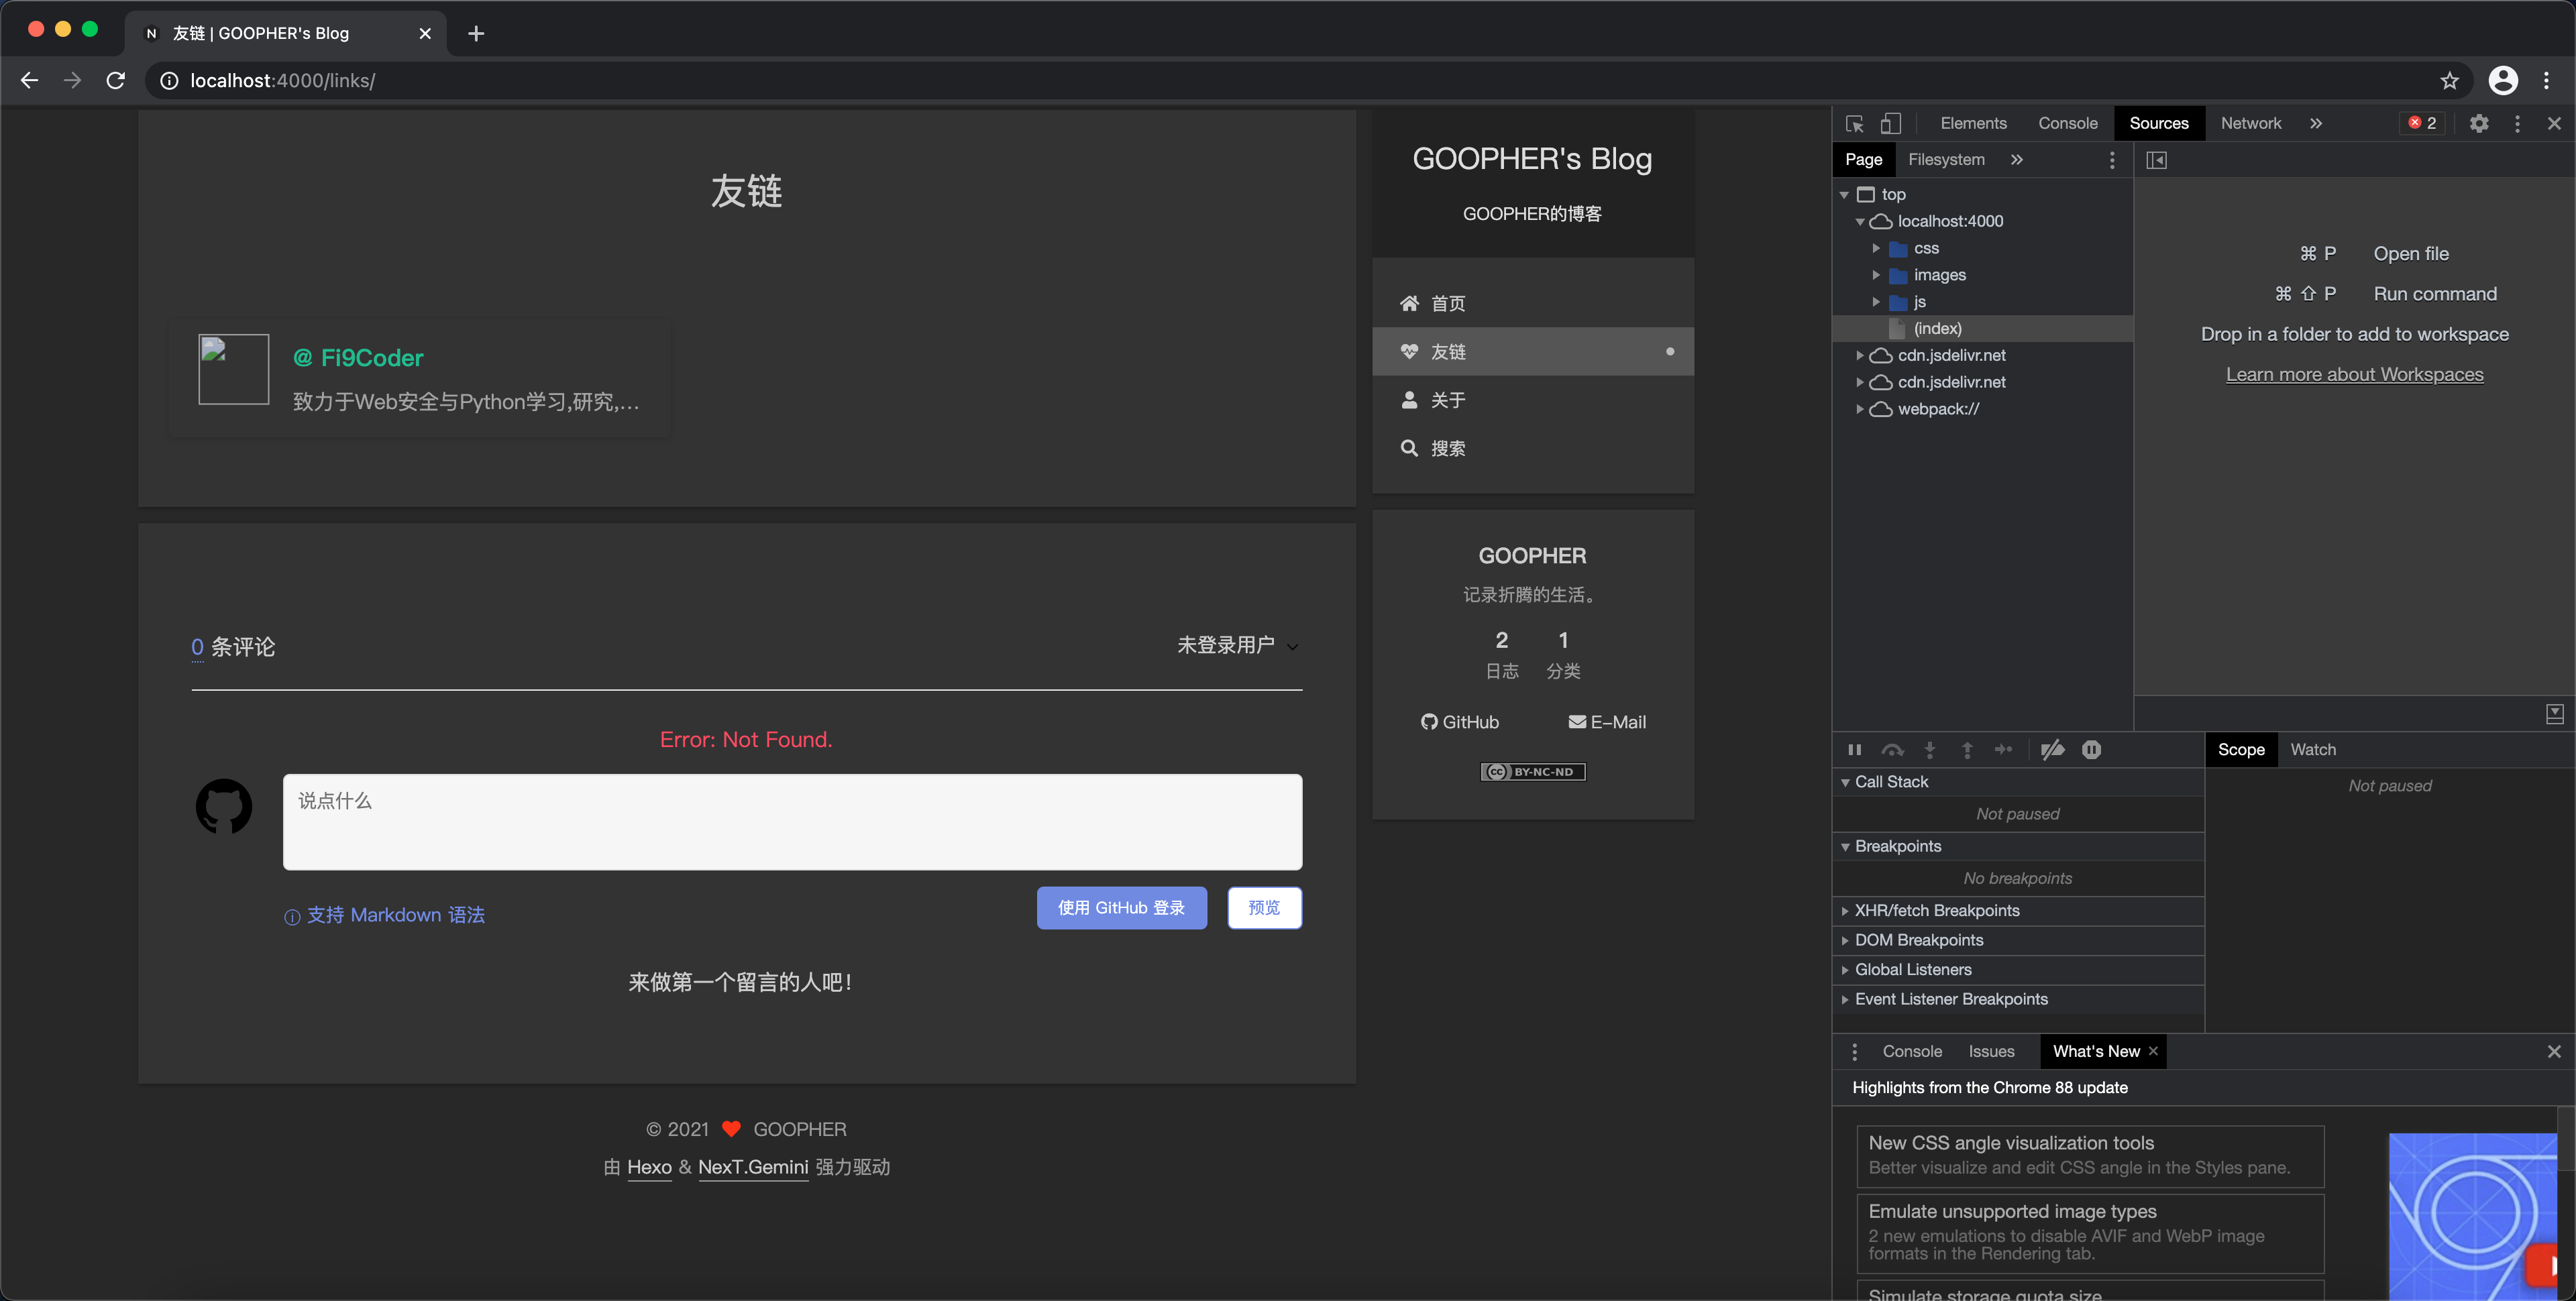 友链 | GOOPHER's Blog
localhost:4000/links/
友链
@ Fi9Coder
致力于Web安全与Python学习,研究,…
0 条评论
未登录用户
Error: Not Found.
说点什么
支持 Markdown 语法
使用 GitHub 登录
预览
来做第一个留言的人吧!
© 2021 GOOPHER
由 Hexo & NexT.Gemini 强力驱动
GOOPHER's Blog
GOOPHER的博客
首页
友链
关于
搜索
GOOPHER
记录折腾的生活。
2 1
日志 分类
GitHub E-Mail
cc BY-NC-ND
Elements Console Sources Network 2
Page Filesystem
top
localhost:4000
css
images
js
(index)
cdn.jsdelivr.net
cdn.jsdelivr.net
webpack://
⌘ P Open file
⌘ ⇧ P Run command
Drop in a folder to add to workspace
Learn more about Workspaces
Scope Watch
Not paused
Call Stack
Not paused
Breakpoints
No breakpoints
XHR/fetch Breakpoints
DOM Breakpoints
Global Listeners
Event Listener Breakpoints
Console Issues What's New
Highlights from the Chrome 88 update
New CSS angle visualization tools
Better visualize and edit CSS angle in the Styles pane.
Emulate unsupported image types
2 new emulations to disable AVIF and WebP image
formats in the Rendering tab.
Simulate storage quota size